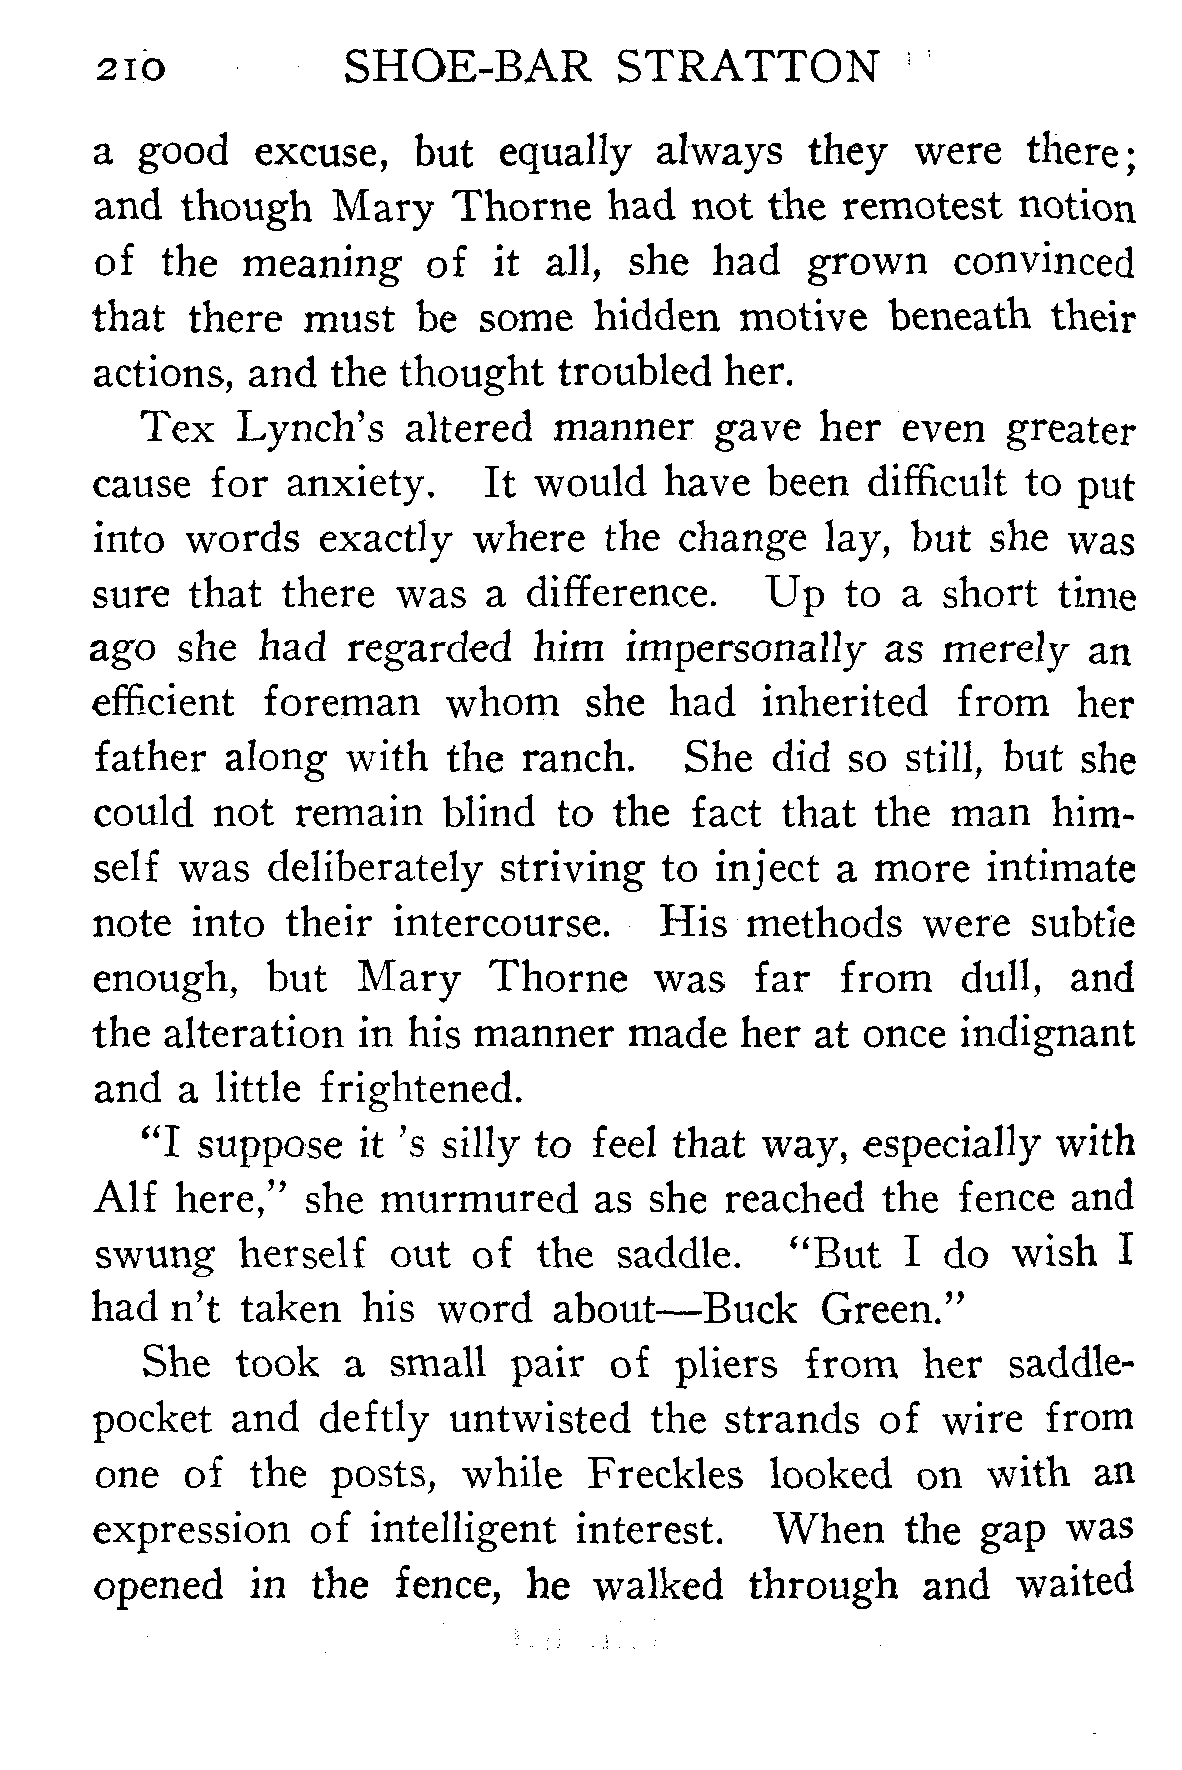 210 SHOE-BAR STRATTON
a good excuse, but equally always they were there;
and though Mary Thorne had not the remotest notion
of the meaning of it all, she had grown convinced
that there must be some hidden motive beneath their
actions, and the thought troubled her.
Tex Lynch's altered manner gave her even greater
cause for anxiety. It would have been difficult to put
into words exactly where the change lay, but she was
sure that there was a difference. Up to a short time
ago she had regarded him impersonally as merely an
efficient foreman whom she had inherited from her
father along with the ranch. She did so still, but she
could not remain blind to the fact that the man him-
self was deliberately striving to inject a more intimate
note into their intercourse. His methods were subtle
enough, but Mary Thorne was far from dull, and
the alteration in his manner made her at once indignant
and a little frightened.
"I suppose it 's silly to feel that way, especially with
Alf here," she murmured as she reached the fence and
swung herself out of the saddle. "But I do wish I
had n't taken his word about—Buck Green."
She took a small pair of pliers from her saddle-
pocket and deftly untwisted the strands of wire from
one of the posts, while Freckles looked on with an
expression of intelligent interest. When the gap was
opened in the fence, he walked through and waited